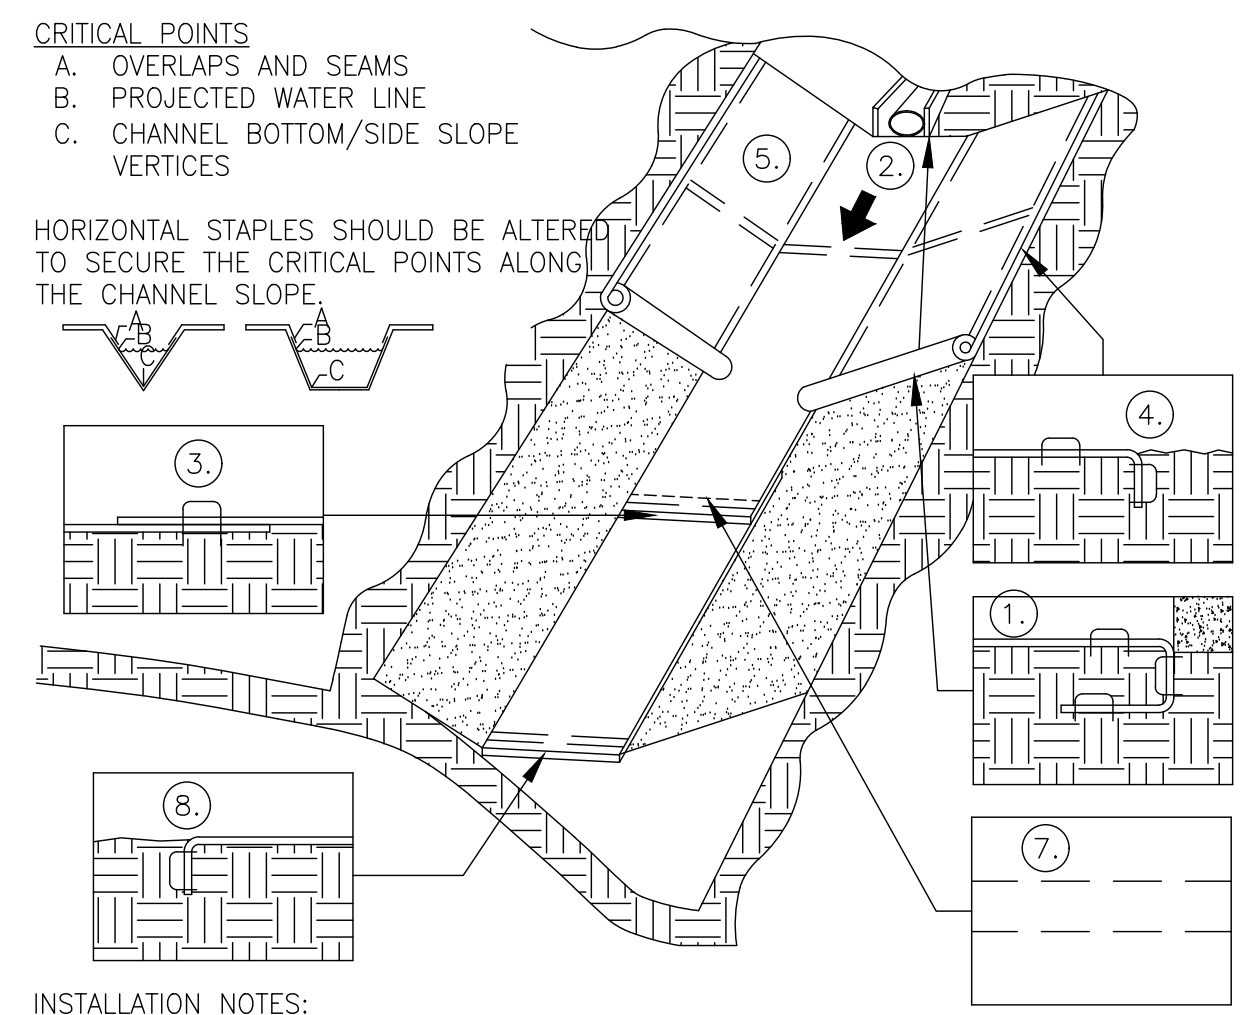 CRITICAL POINTS
A. OVERLAPS AND SEAMS
B. PROJECTED WATER LINE
C. CHANNEL BOTTOM/SIDE SLOPE
VERTICES
HORIZONTAL STAPLES SHOULD BE ALTERED
TO SECURE THE CRITICAL POINTS ALONG
THE CHANNEL SLOPE.
A
B
C
A
B
C
5.
2.
3.
4.
1.
8.
7.
INSTALLATION NOTES: